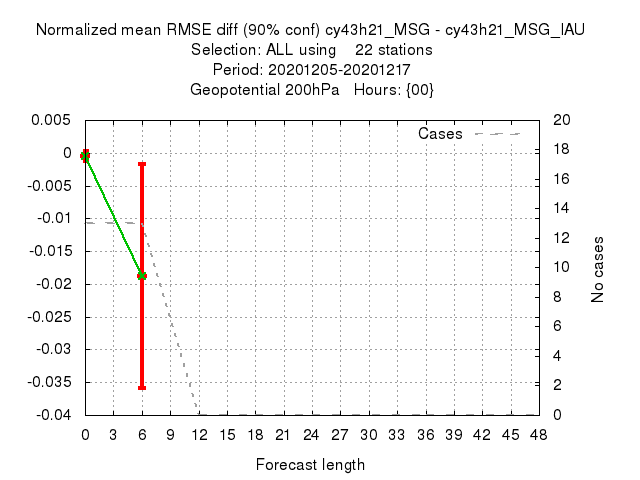 Normalized mean RMSE diff (90% conf) cy43h21_MSG - cy43h21_MSG_IAU
Selection: ALL using 22 stations
Period: 20201205-20201217
Geopotential 200hPa Hours: {00}
Cases
0.005
0
-0.005
-0.01
-0.015
-0.02
-0.025
-0.03
-0.035
-0.04
20
18
16
14
12
10
8
6
4
2
0
No cases
0 3 6 9 12 15 18 21 24 27 30 33 36 39 42 45 48
Forecast length